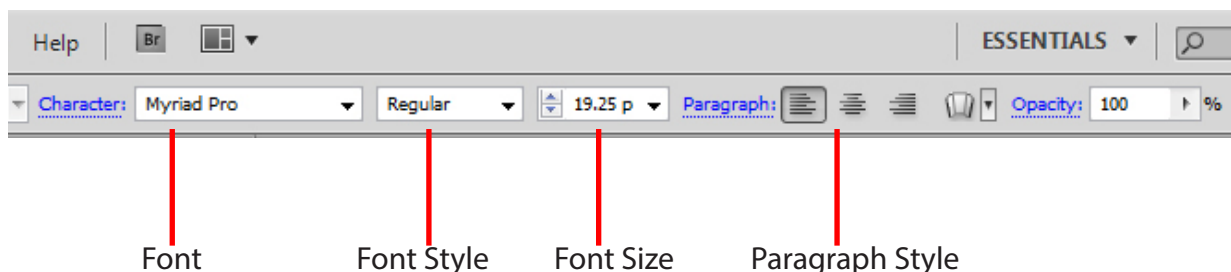 Help Br ESSENTIALS
Character: Myriad Pro Regular 19.25 p Paragraph: Opacity: 100 %
Font Font Style Font Size Paragraph Style